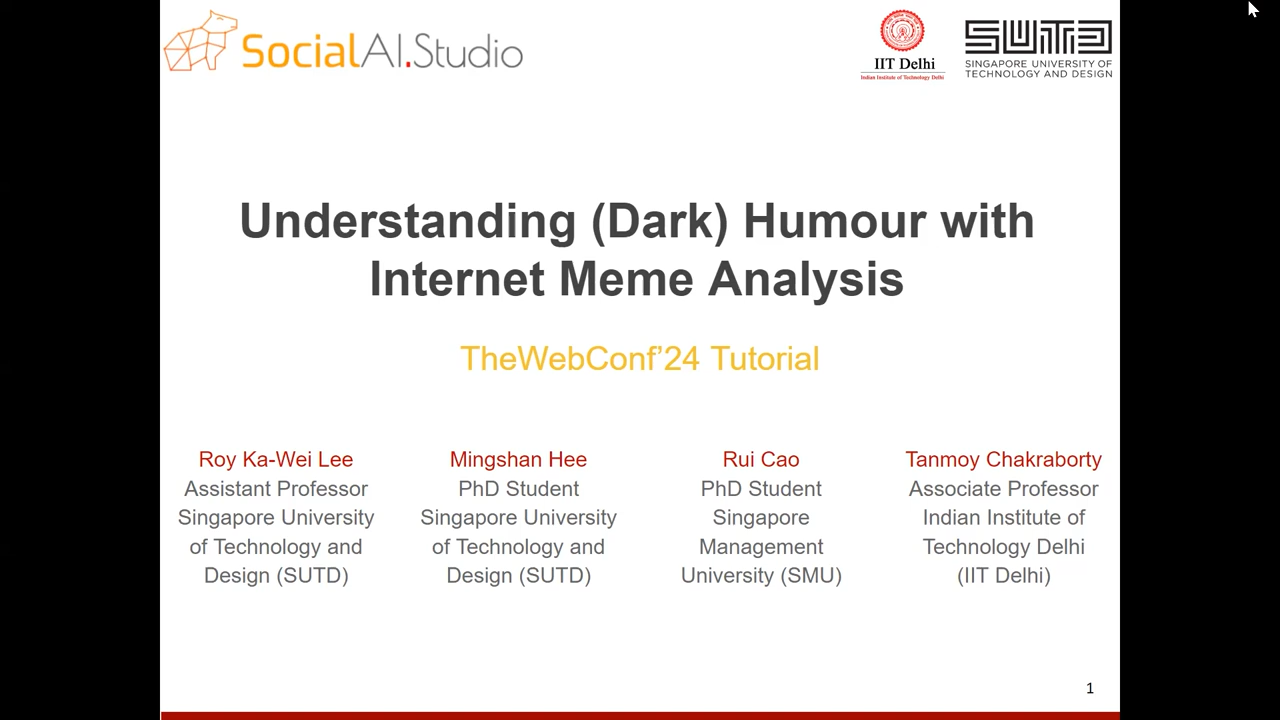 SocialAI.Studio
IIT Delhi
Indian Institute of Technology Delhi
SUTD
SINGAPORE UNIVERSITY OF
TECHNOLOGY AND DESIGN
Understanding (Dark) Humour with
Internet Meme Analysis
TheWebConf’24 Tutorial
Roy Ka-Wei Lee
Assistant Professor
Singapore University
of Technology and
Design (SUTD)
Mingshan Hee
PhD Student
Singapore University
of Technology and
Design (SUTD)
Rui Cao
PhD Student
Singapore
Management
University (SMU)
Tanmoy Chakraborty
Associate Professor
Indian Institute of
Technology Delhi
(IIT Delhi)
1